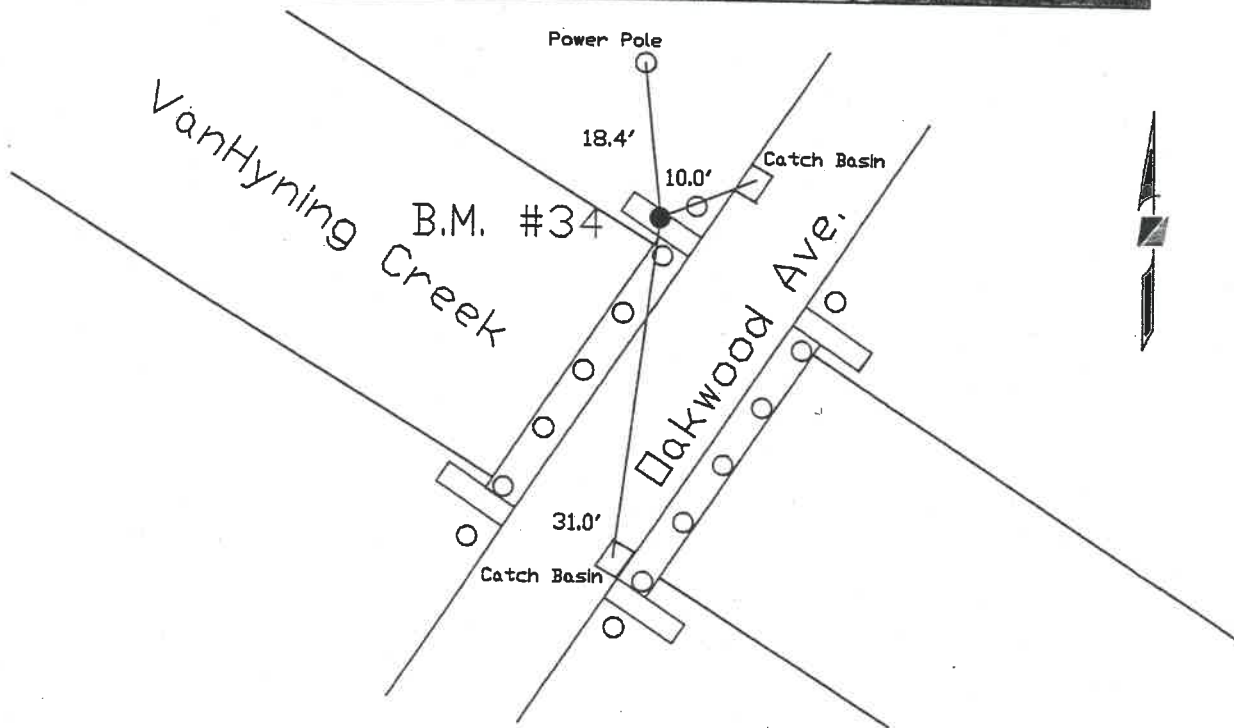 Power Pole
VanHyning Creek
18.4'
Catch Basin
10.0'
B.M. #34
Oakwood Ave.
31.0'
Catch Basin